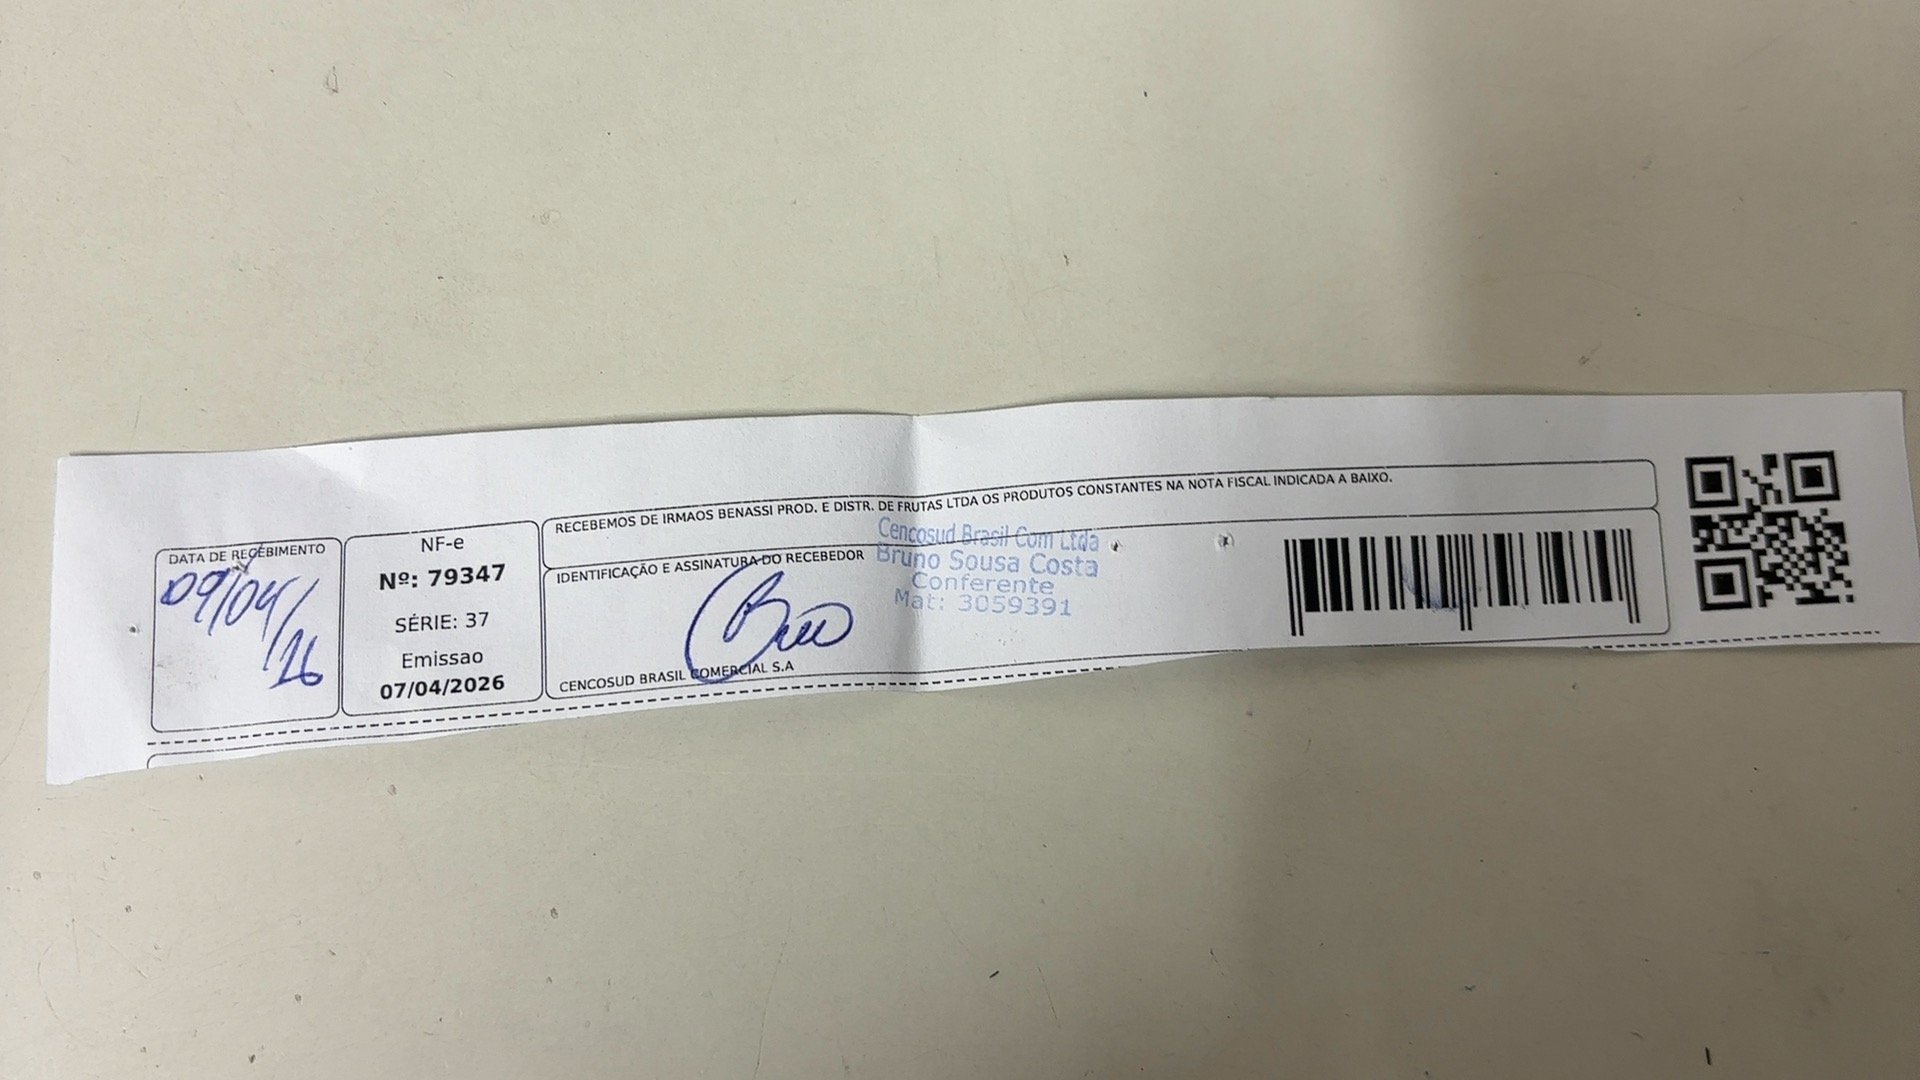 RECEBEMOS DE IRMAOS BENASSI PROD. E DISTR. DE FRUTAS LTDA OS PRODUTOS CONSTANTES NA NOTA FISCAL INDICADA A BAIXO.
DATA DE RECEBIMENTO
09/04/26
NF-e
Nº: 79347
SÉRIE: 37
Emissao
07/04/2026
IDENTIFICAÇÃO E ASSINATURA DO RECEBEDOR
CENCOSUD BRASIL COMERCIAL S.A
Cencosud Brasil Com Ltda
Bruno Sousa Costa
Conferente
Mat: 3059391